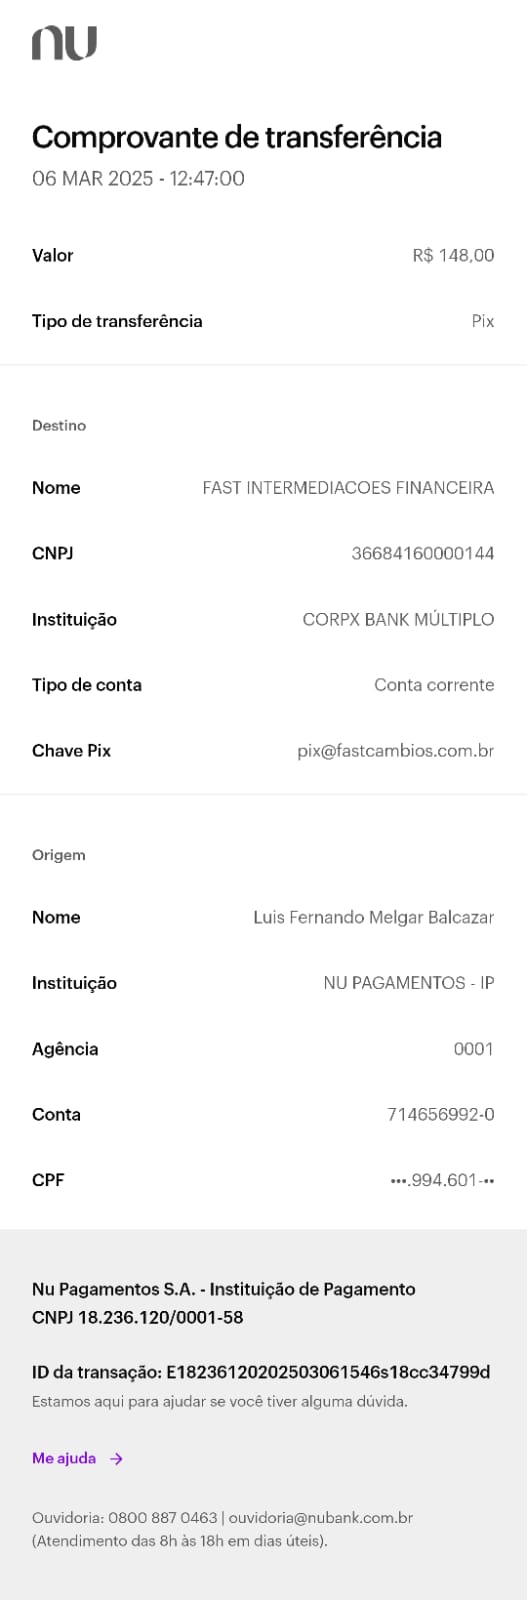 nu
Comprovante de transferência
06 MAR 2025 - 12:47:00
Valor R$ 148,00
Tipo de transferência Pix
Destino
Nome FAST INTERMEDIACOES FINANCEIRA
CNPJ 36684160000144
Instituição CORPX BANK MÚLTIPLO
Tipo de conta Conta corrente
Chave Pix pix@fastcambios.com.br
Origem
Nome Luis Fernando Melgar Balcazar
Instituição NU PAGAMENTOS - IP
Agência 0001
Conta 714656992-0
CPF •••.994.601-••
Nu Pagamentos S.A. - Instituição de Pagamento
CNPJ 18.236.120/0001-58
ID da transação: E18236120202503061546s18cc34799d
Estamos aqui para ajudar se você tiver alguma dúvida.
Me ajuda →
Ouvidoria: 0800 887 0463 | ouvidoria@nubank.com.br
(Atendimento das 8h às 18h em dias úteis).